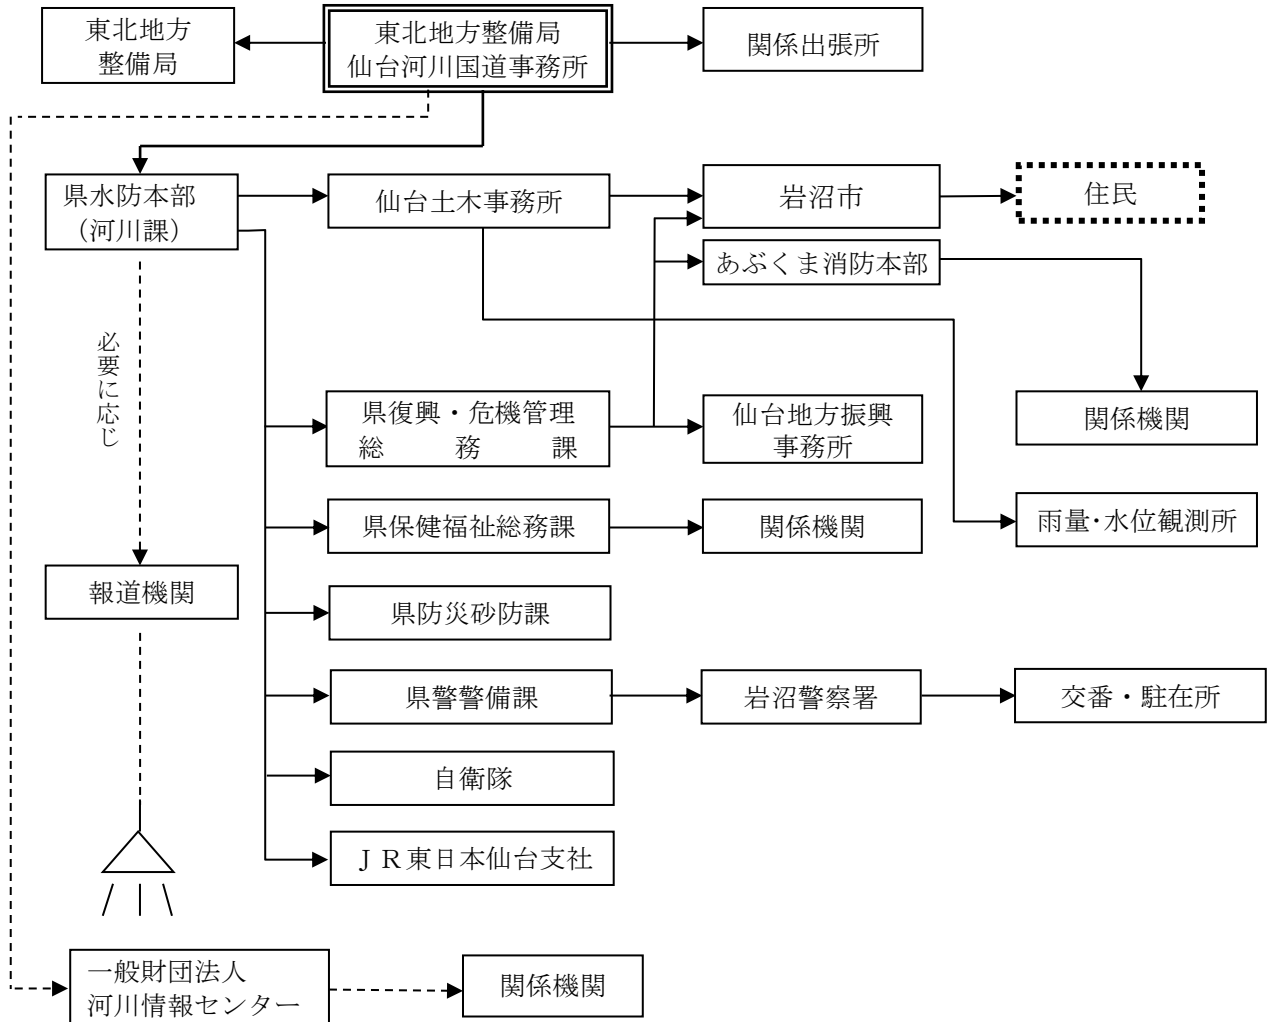 東北地方
整備局
東北地方整備局
仙台河川国道事務所
関係出張所
県水防本部
（河川課）
仙台土木事務所
岩沼市
住民
あぶくま消防本部
必要に応じ
県復興・危機管理
総　務　課
仙台地方振興
事務所
関係機関
県保健福祉総務課
関係機関
雨量・水位観測所
報道機関
県防災砂防課
県警警備課
岩沼警察署
交番・駐在所
自衛隊
ＪＲ東日本仙台支社
一般財団法人
河川情報センター
関係機関